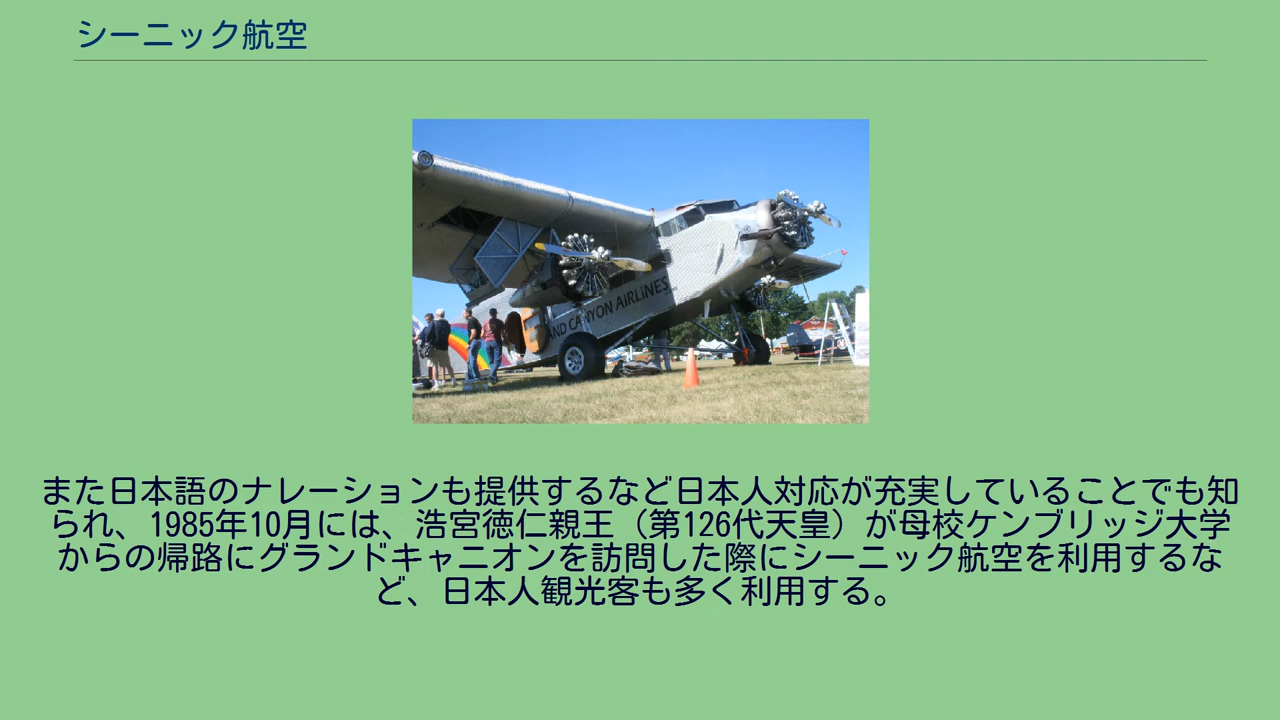 シーニック航空
AND CANYON AIRLINES
また日本語のナレーションも提供するなど日本人対応が充実していることでも知
られ、1985年10月には、浩宮徳仁親王（第126代天皇）が母校ケンブリッジ大学
からの帰路にグランドキャニオンを訪問した際にシーニック航空を利用するな
ど、日本人観光客も多く利用する。